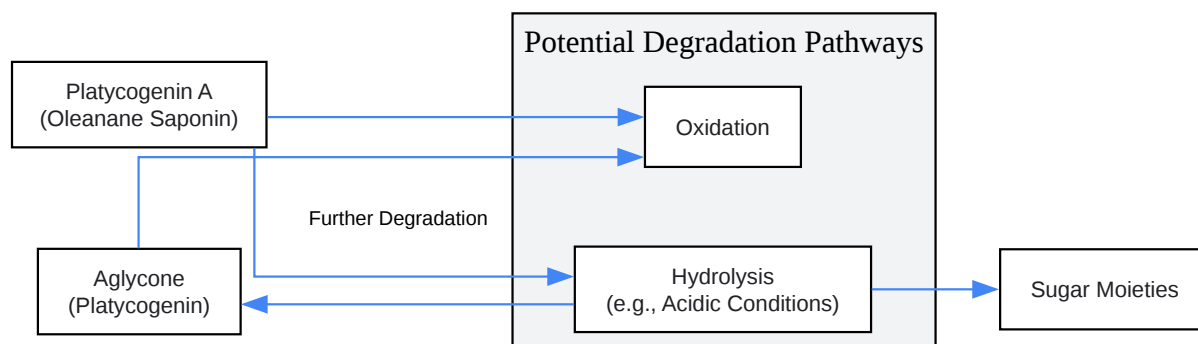 Potential Degradation Pathways
Platycogenin A
(Oleanane Saponin)
Oxidation
Further Degradation
Aglycone
(Platycogenin)
Hydrolysis
(e.g., Acidic Conditions)
Sugar Moieties